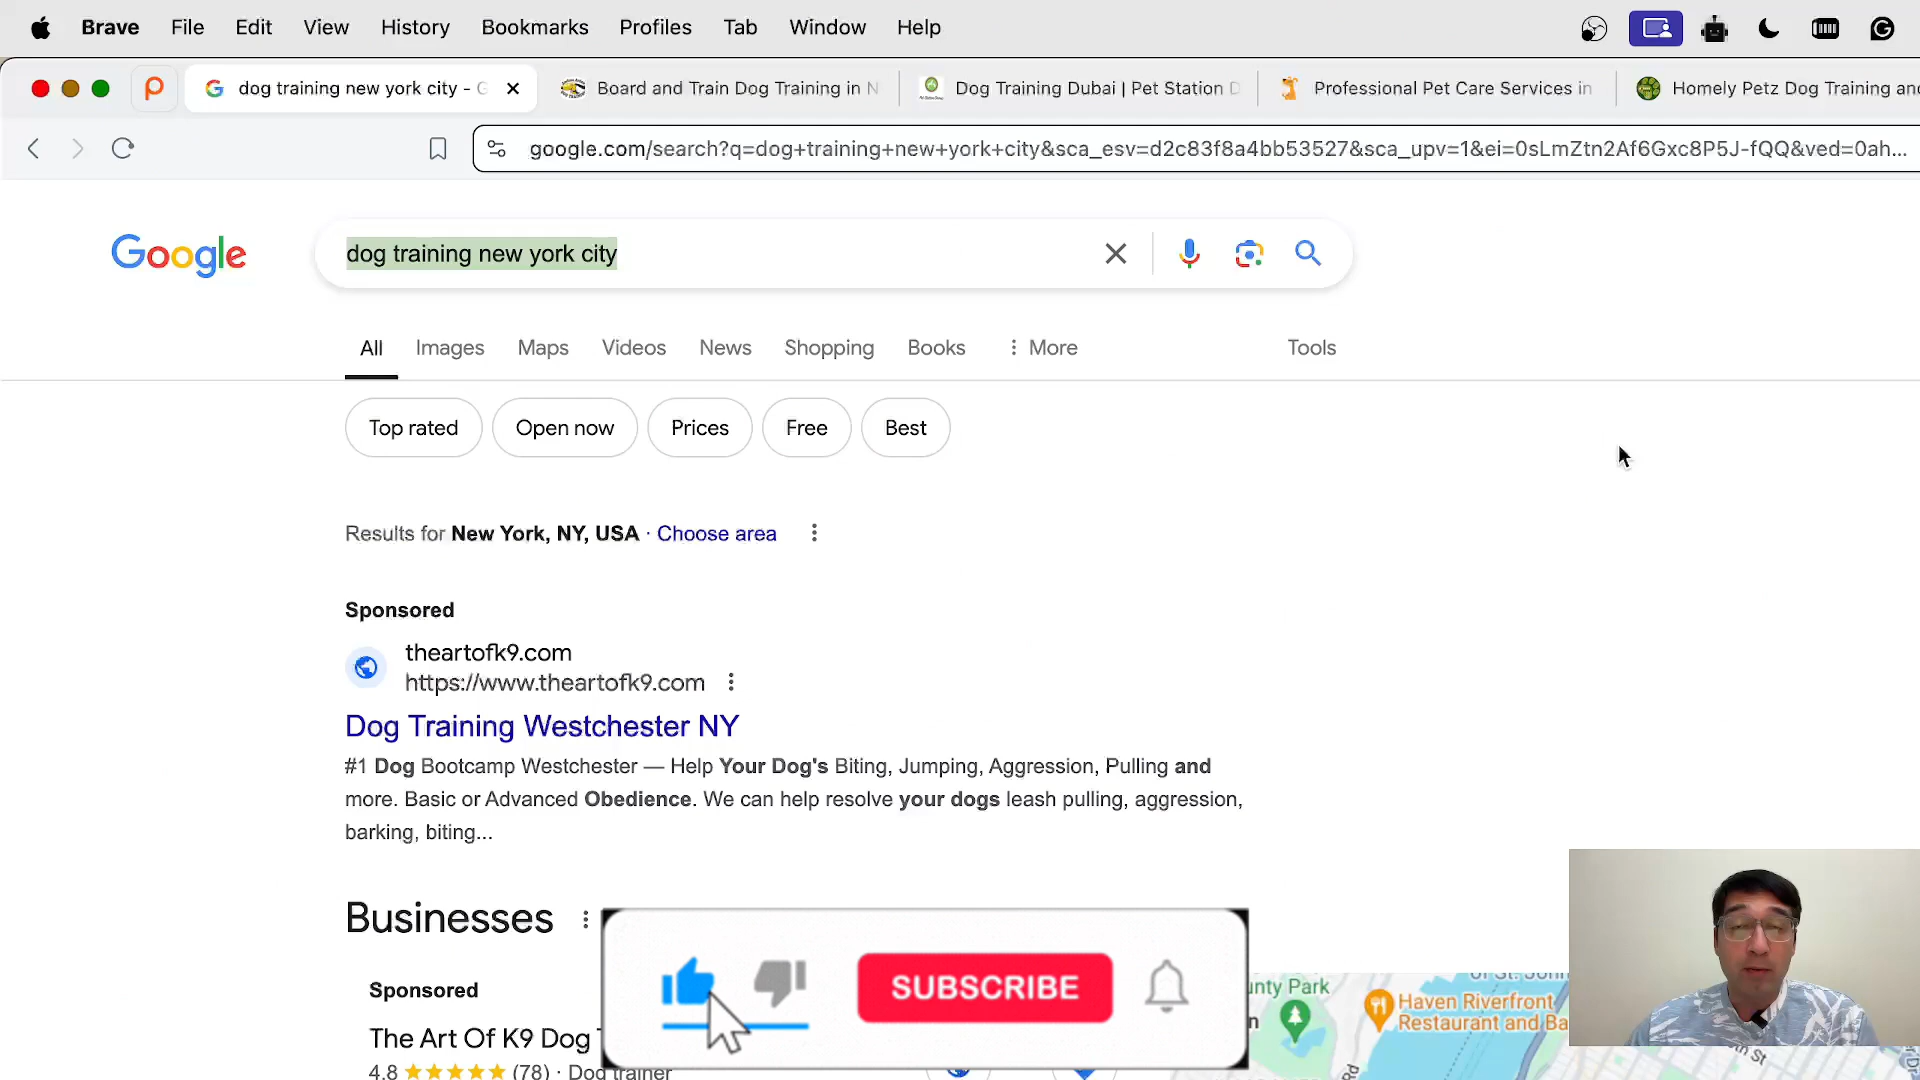 Brave File Edit View History Bookmarks Profiles Tab Window Help
dog training new york city - G
Board and Train Dog Training in N
Dog Training Dubai | Pet Station D
Professional Pet Care Services in
Homely Petz Dog Training and
google.com/search?q=dog+training+new+york+city&sca_esv=d2c83f8a4bb53527&sca_upv=1&ei=0sLmZtn2Af6Gxc8P5J-fQQ&ved=0ah...
Google
dog training new york city
All Images Maps Videos News Shopping Books More Tools
Top rated Open now Prices Free Best
Results for New York, NY, USA · Choose area
Sponsored
theartofk9.com
https://www.theartofk9.com
Dog Training Westchester NY
#1 Dog Bootcamp Westchester — Help Your Dog's Biting, Jumping, Aggression, Pulling and
more. Basic or Advanced Obedience. We can help resolve your dogs leash pulling, aggression,
barking, biting...
Businesses
Sponsored
The Art Of K9 Dog
4.8 (78) · Dog trainer
SUBSCRIBE
unty Park
Haven Riverfront
Restaurant and Ba
of St. John
th St
Rd